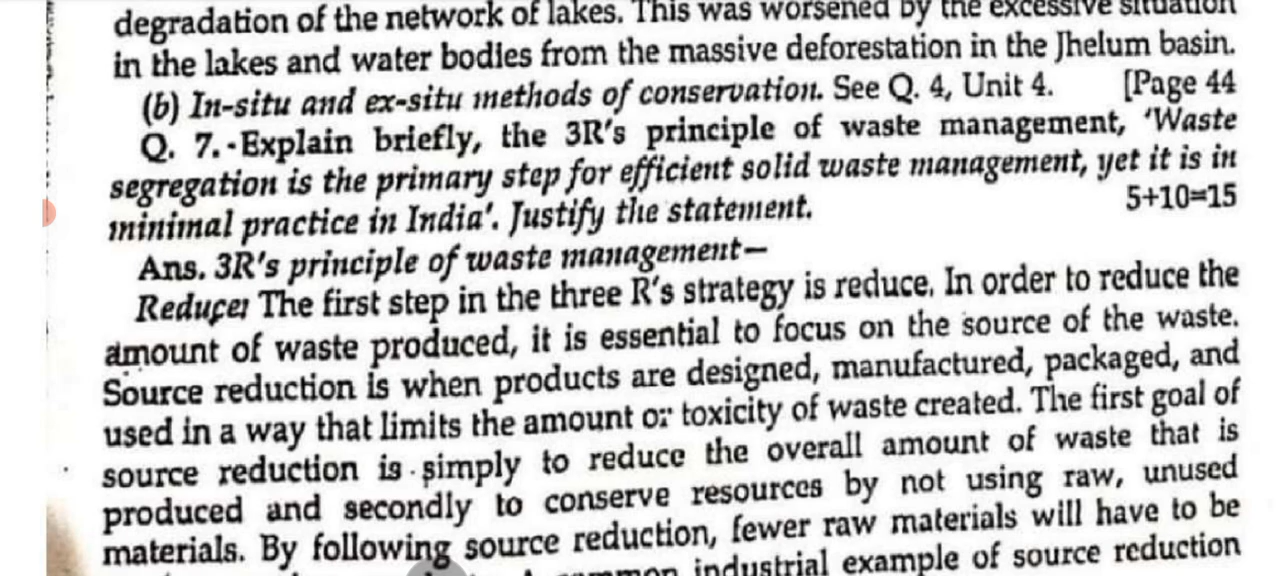 degradation of the network of lakes. This was worsened by the excessive situation
in the lakes and water bodies from the massive deforestation in the Jhelum basin.
(b) In-situ and ex-situ methods of conservation. See Q. 4, Unit 4. [Page 44
Q. 7. - Explain briefly, the 3R's principle of waste management, 'Waste
segregation is the primary step for efficient solid waste management, yet it is in
minimal practice in India'. Justify the statement. 5+10=15
Ans. 3R's principle of waste management—
Reduce: The first step in the three R's strategy is reduce. In order to reduce the
amount of waste produced, it is essential to focus on the source of the waste.
Source reduction is when products are designed, manufactured, packaged, and
used in a way that limits the amount or toxicity of waste created. The first goal of
source reduction is simply to reduce the overall amount of waste that is
produced and secondly to conserve resources by not using raw, unused
materials. By following source reduction, fewer raw materials will have to be
industrial example of source reduction